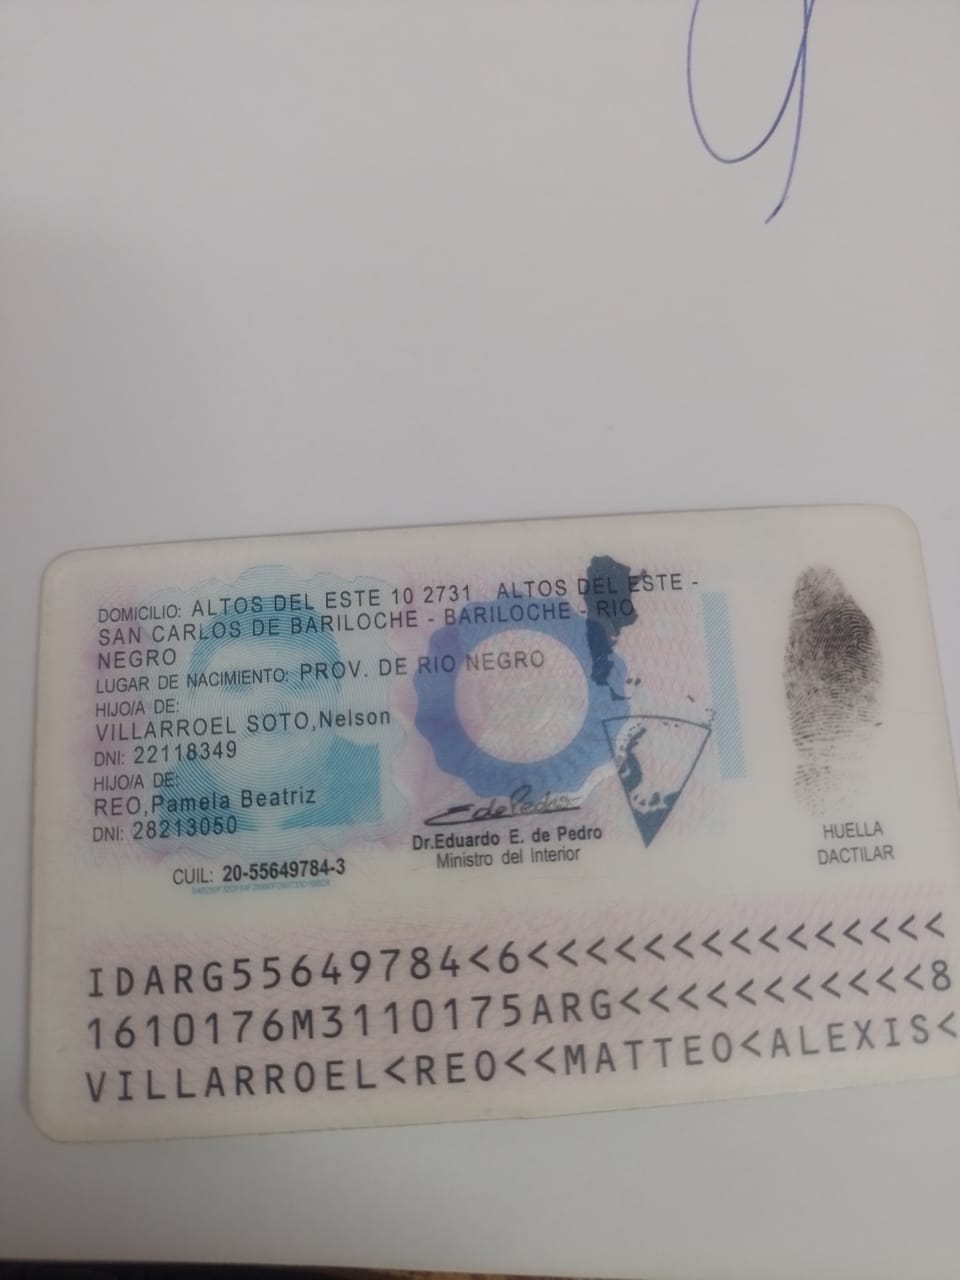 DOMICILIO: ALTOS DEL ESTE 10 2731 ALTOS DEL ESTE -
SAN CARLOS DE BARILOCHE - BARILOCHE - RIO
NEGRO
LUGAR DE NACIMIENTO: PROV. DE RIO NEGRO
HIJO/A DE:
VILLARROEL SOTO,Nelson
DNI: 22118349
HIJO/A DE:
REO,Pamela Beatriz
DNI: 28213050
CUIL: 20-55649784-3
E de Pedro
Dr.Eduardo E. de Pedro
Ministro del Interior
HUELLA
DACTILAR
IDARG55649784<6<<<<<<<<<<<<<<<
1610176M3110175ARG<<<<<<<<<<<8
VILLARROEL<REO<<MATTEO<ALEXIS<